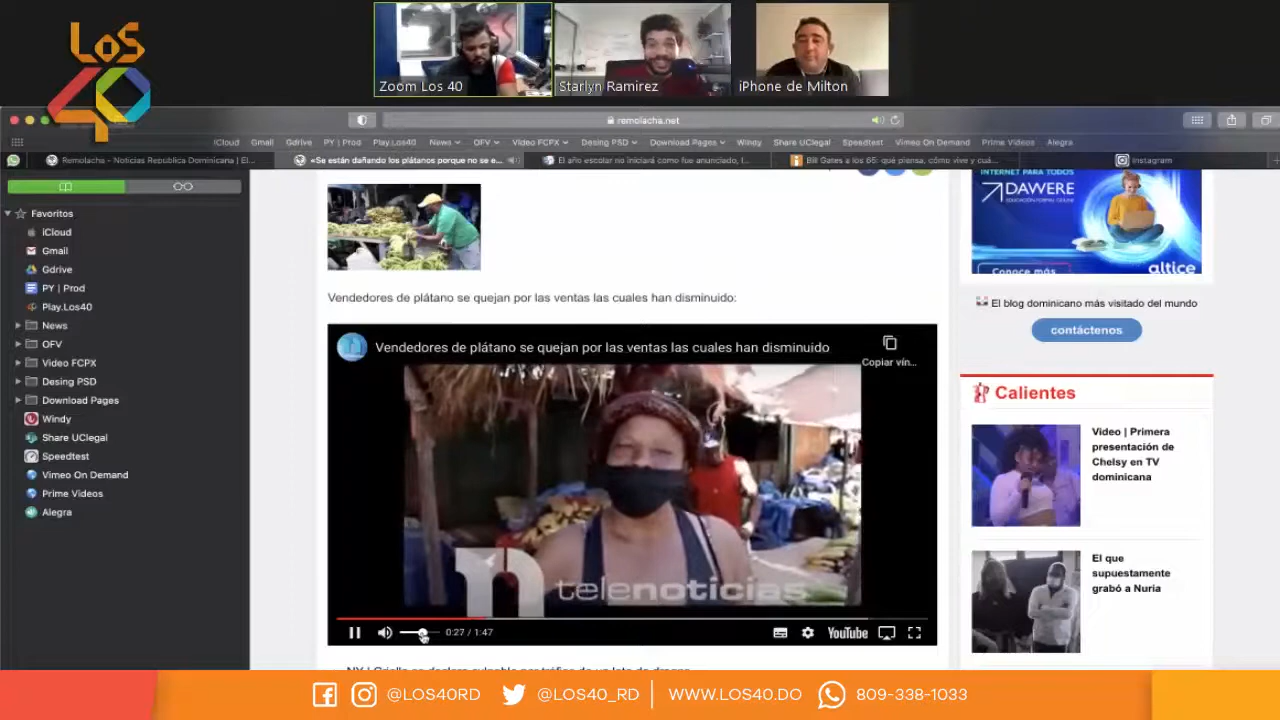 LOS
40
Zoom Los 40
Starlyn Ramirez
iPhone de Milton
remolacha.net
iCloud Gmail Gdrive PY | Prod Play.Los40 News OFV Video FCPX Desing PSD Download Pages Windy Share UClegal Speedtest Vimeo On Demand Prime Videos Alegra
Remolacha - Noticias Republica Dominicana | El...
«Se están dañando los plátanos porque no se e...
El año escolar no iniciará como fue anunciado, l...
Bill Gates a los 65: qué piensa, cómo vive y cuá...
Instagram
Favoritos
iCloud
Gmail
Gdrive
PY | Prod
Play.Los40
News
OFV
Video FCPX
Desing PSD
Download Pages
Windy
Share UClegal
Speedtest
Vimeo On Demand
Prime Videos
Alegra
Vendedores de plátano se quejan por las ventas las cuales han disminuido:
Vendedores de plátano se quejan por las ventas las cuales han disminuido
Copiar vín...
n telenoticias
0:27 / 1:47
YouTube
INTERNET PARA TODOS
DAWERE
Conoce más
altice
El blog dominicano más visitado del mundo
contáctenos
Calientes
Video | Primera
presentación de
Chelsy en TV
dominicana
El que
supuestamente
grabó a Nuria
@LOS40RD @LOS40_RD WWW.LOS40.DO 809-338-1033